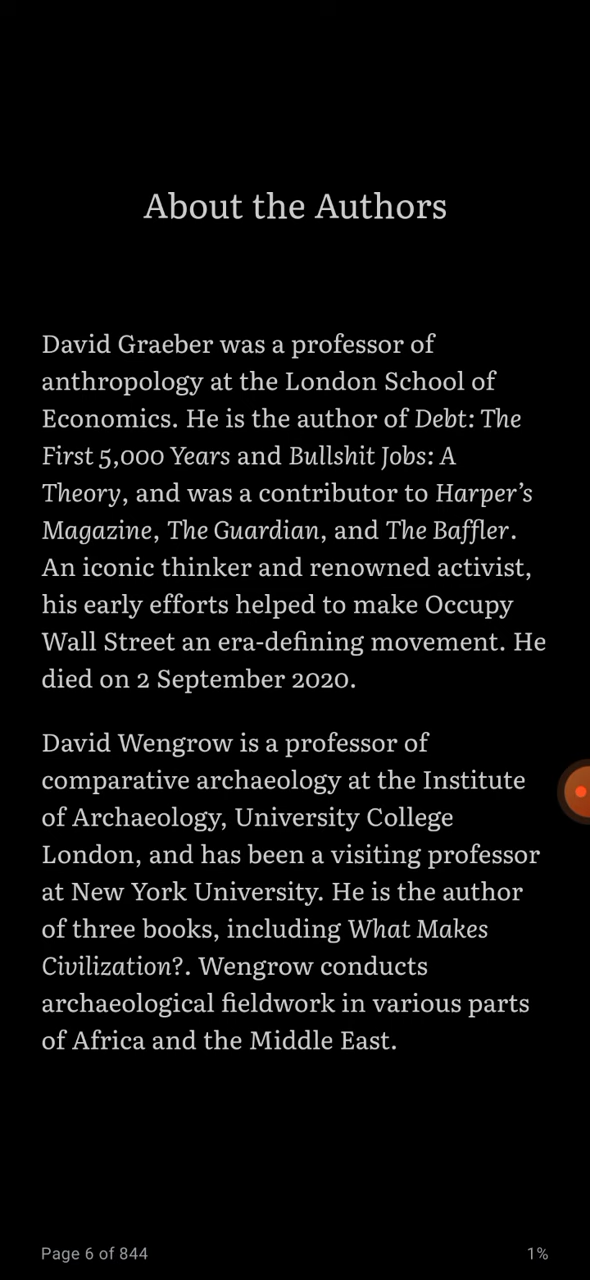 About the Authors
David Graeber was a professor of
anthropology at the London School of
Economics. He is the author of Debt: The
First 5,000 Years and Bullshit Jobs: A
Theory, and was a contributor to Harper’s
Magazine, The Guardian, and The Baffler.
An iconic thinker and renowned activist,
his early efforts helped to make Occupy
Wall Street an era-defining movement. He
died on 2 September 2020.
David Wengrow is a professor of
comparative archaeology at the Institute
of Archaeology, University College
London, and has been a visiting professor
at New York University. He is the author
of three books, including What Makes
Civilization?. Wengrow conducts
archaeological fieldwork in various parts
of Africa and the Middle East.
Page 6 of 844
1%